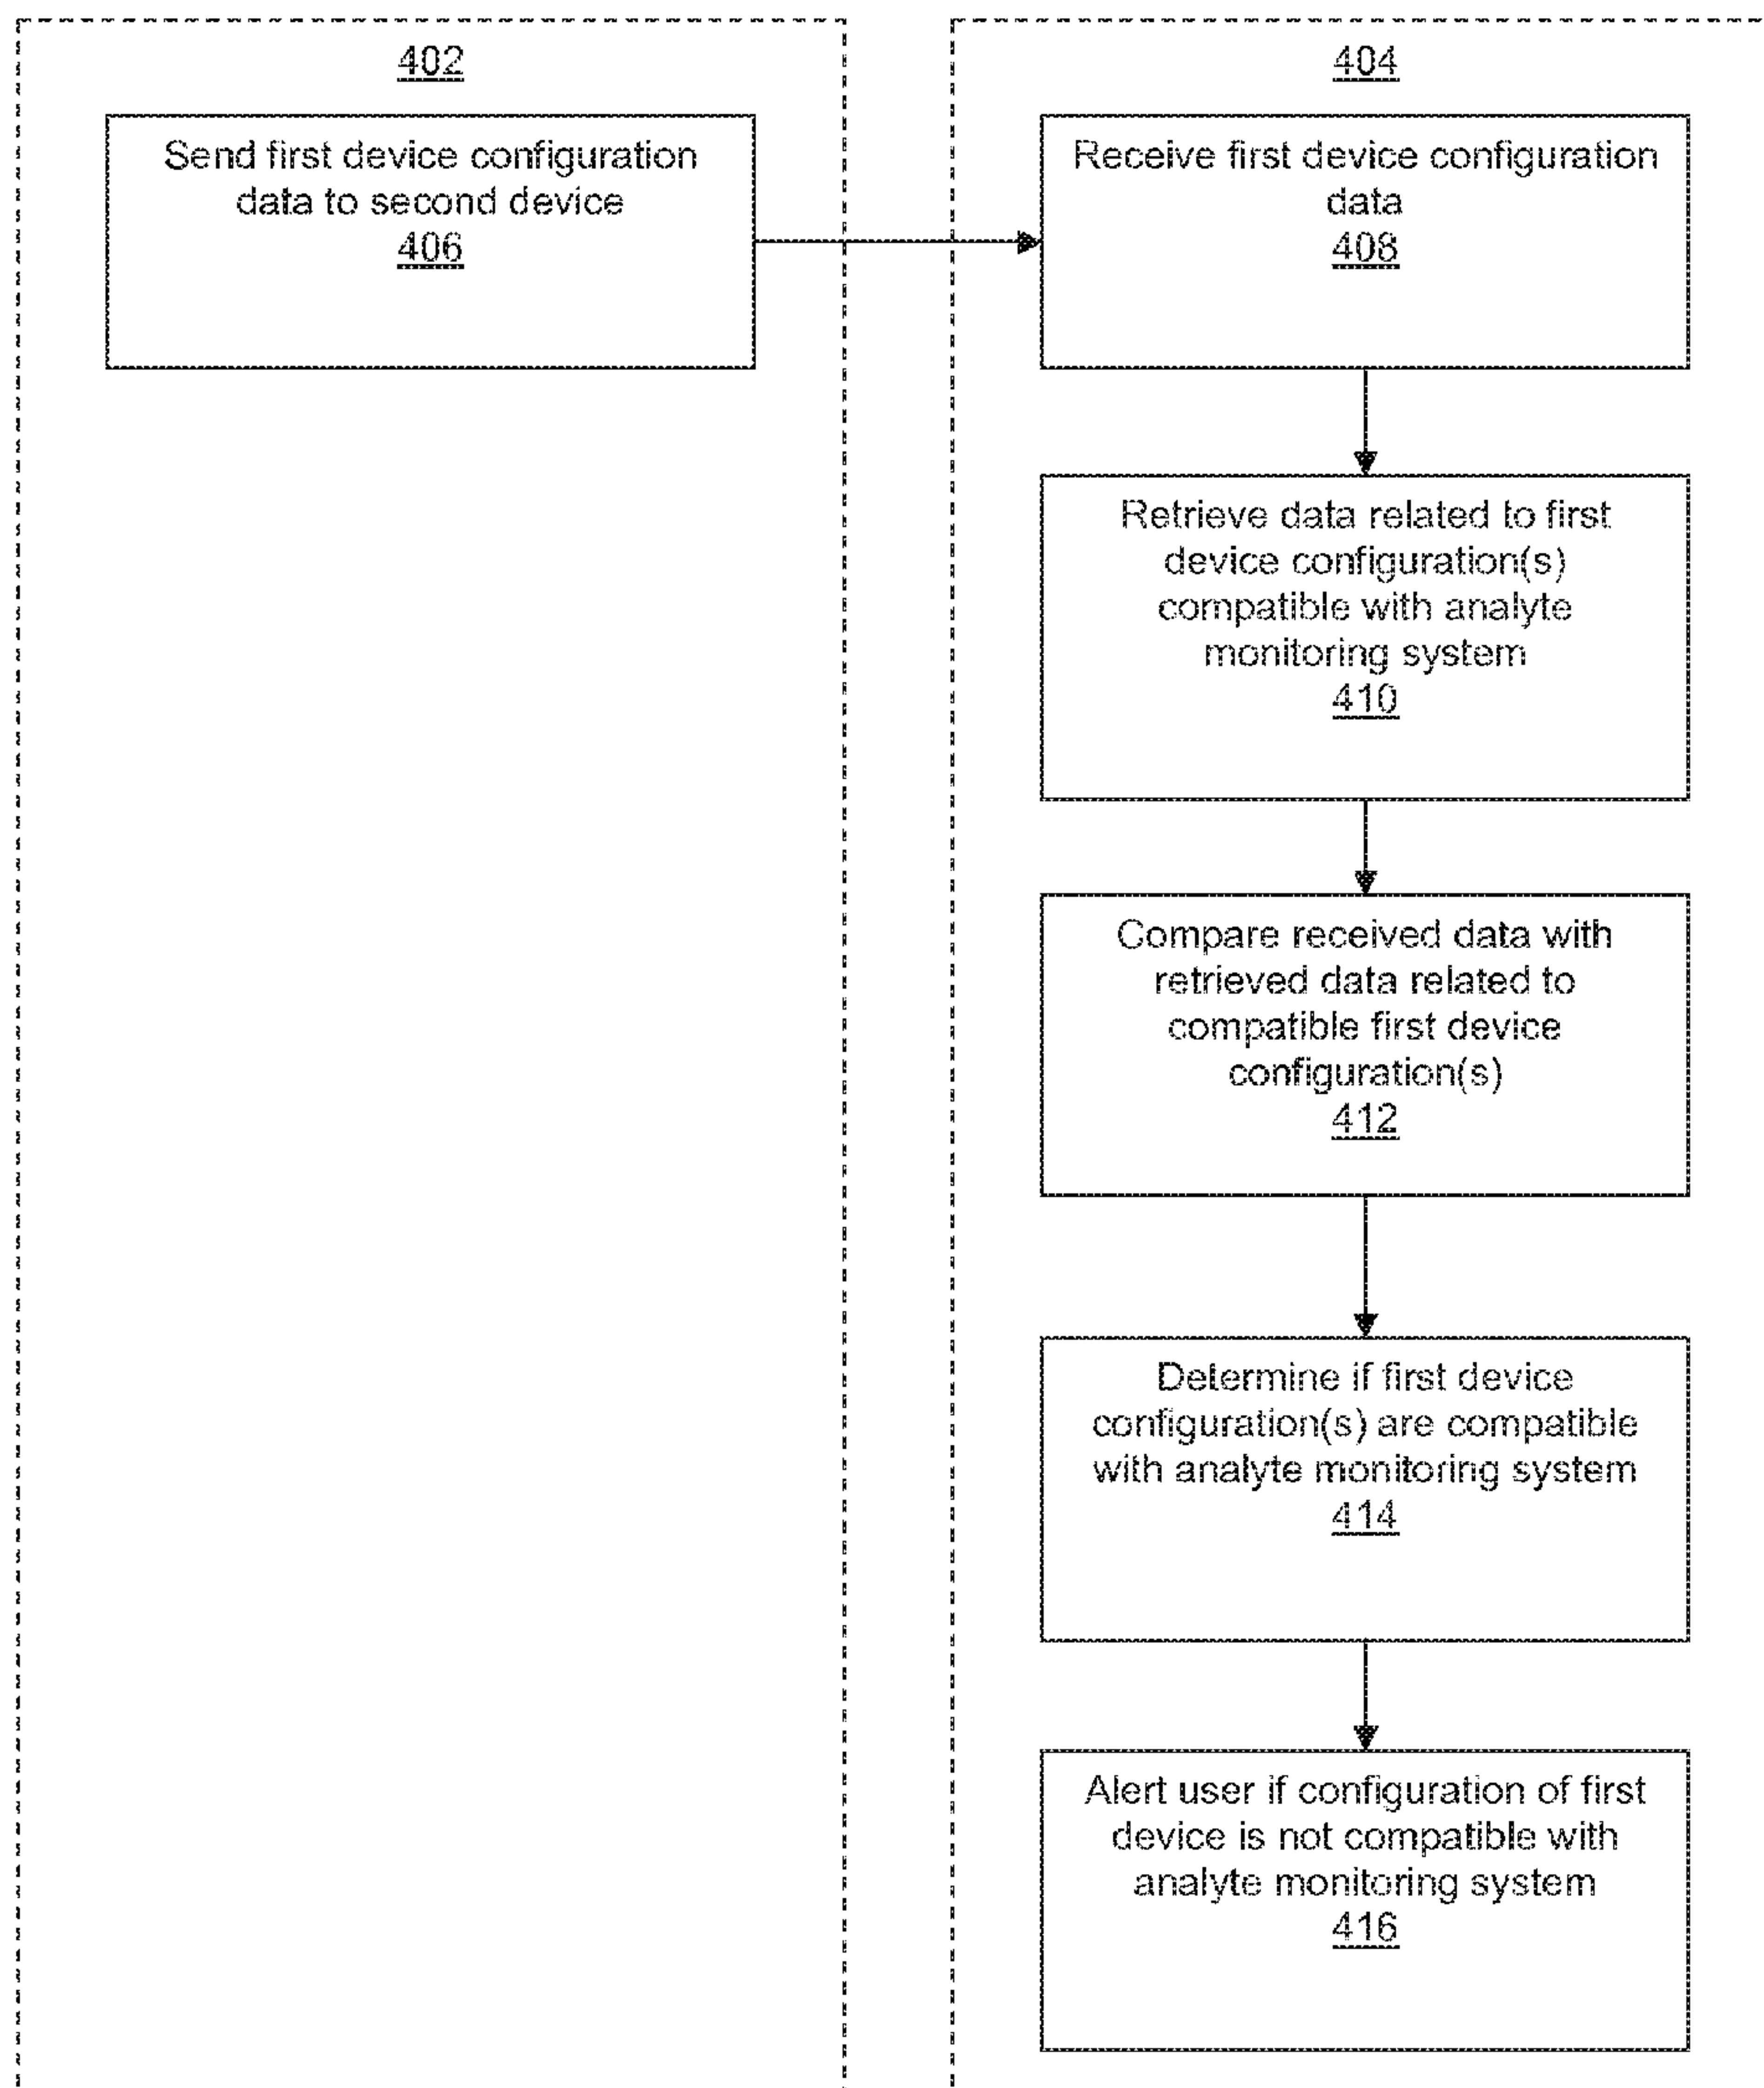 402
Send first device configuration
data to second device
406
404
Receive first device configuration
data
408
Retrieve data related to first
device configuration(s)
compatible with analyte
monitoring system
410
Compare received data with
retrieved data related to
compatible first device
configuration(s)
412
Determine if first device
configuration(s) are compatible
with analyte monitoring system
414
Alert user if configuration of first
device is not compatible with
analyte monitoring system
416